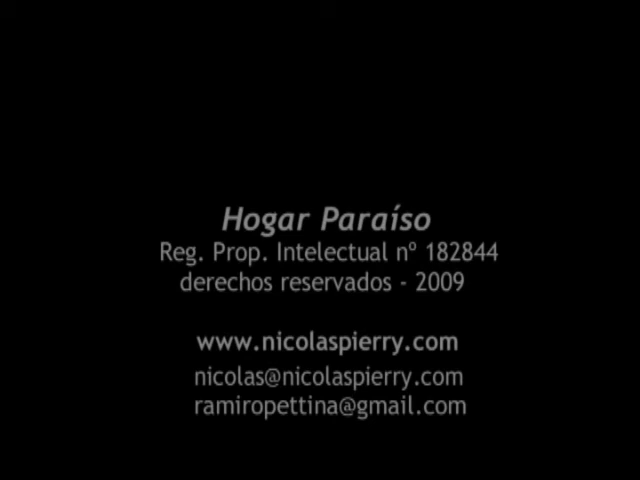 Hogar Paraíso
Reg. Prop. Intelectual nº 182844
derechos reservados - 2009
www.nicolaspierry.com
nicolas@nicolaspierry.com
ramiropettina@gmail.com